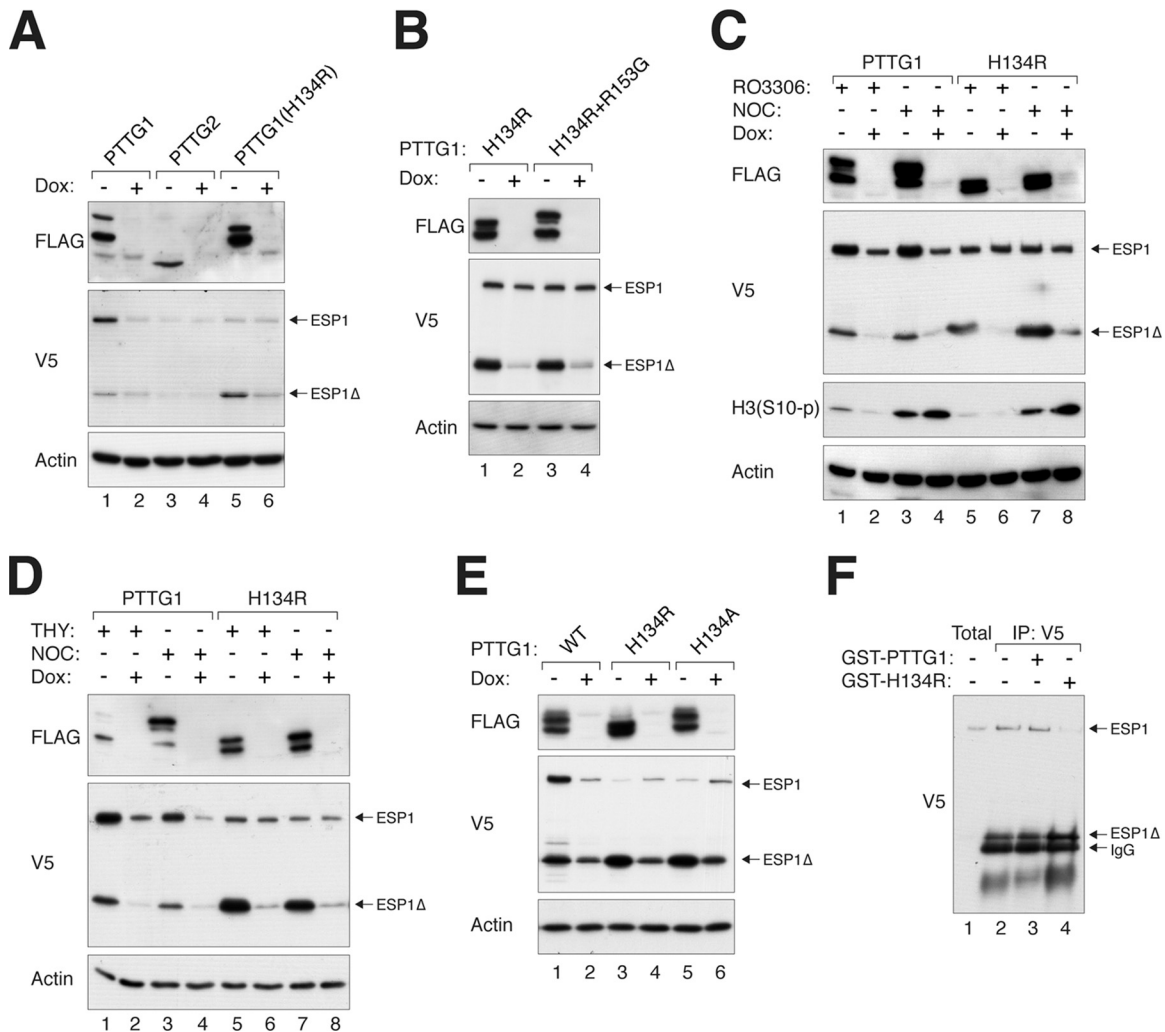 A
PTTG1 PTTG2 PTTG1(H134R)
Dox: - + - + - +
FLAG
V5
ESP1
ESP1Δ
Actin
1 2 3 4 5 6
B
PTTG1: H134R H134R+R153G
Dox: - + - +
FLAG
V5
ESP1
ESP1Δ
Actin
1 2 3 4
C
PTTG1 H134R
RO3306: + + - - + + - -
NOC: - - + + - - + +
Dox: - + - + - + - +
FLAG
V5
ESP1
ESP1Δ
H3(S10-p)
Actin
1 2 3 4 5 6 7 8
D
PTTG1 H134R
THY: + + - - + + - -
NOC: - - + + - - + +
Dox: - + - + - + - +
FLAG
V5
ESP1
ESP1Δ
Actin
1 2 3 4 5 6 7 8
E
PTTG1: WT H134R H134A
Dox: - + - + - +
FLAG
V5
ESP1
ESP1Δ
Actin
1 2 3 4 5 6
F
Total IP: V5
GST-PTTG1: - - + -
GST-H134R: - - - +
V5
ESP1
ESP1Δ
IgG
1 2 3 4